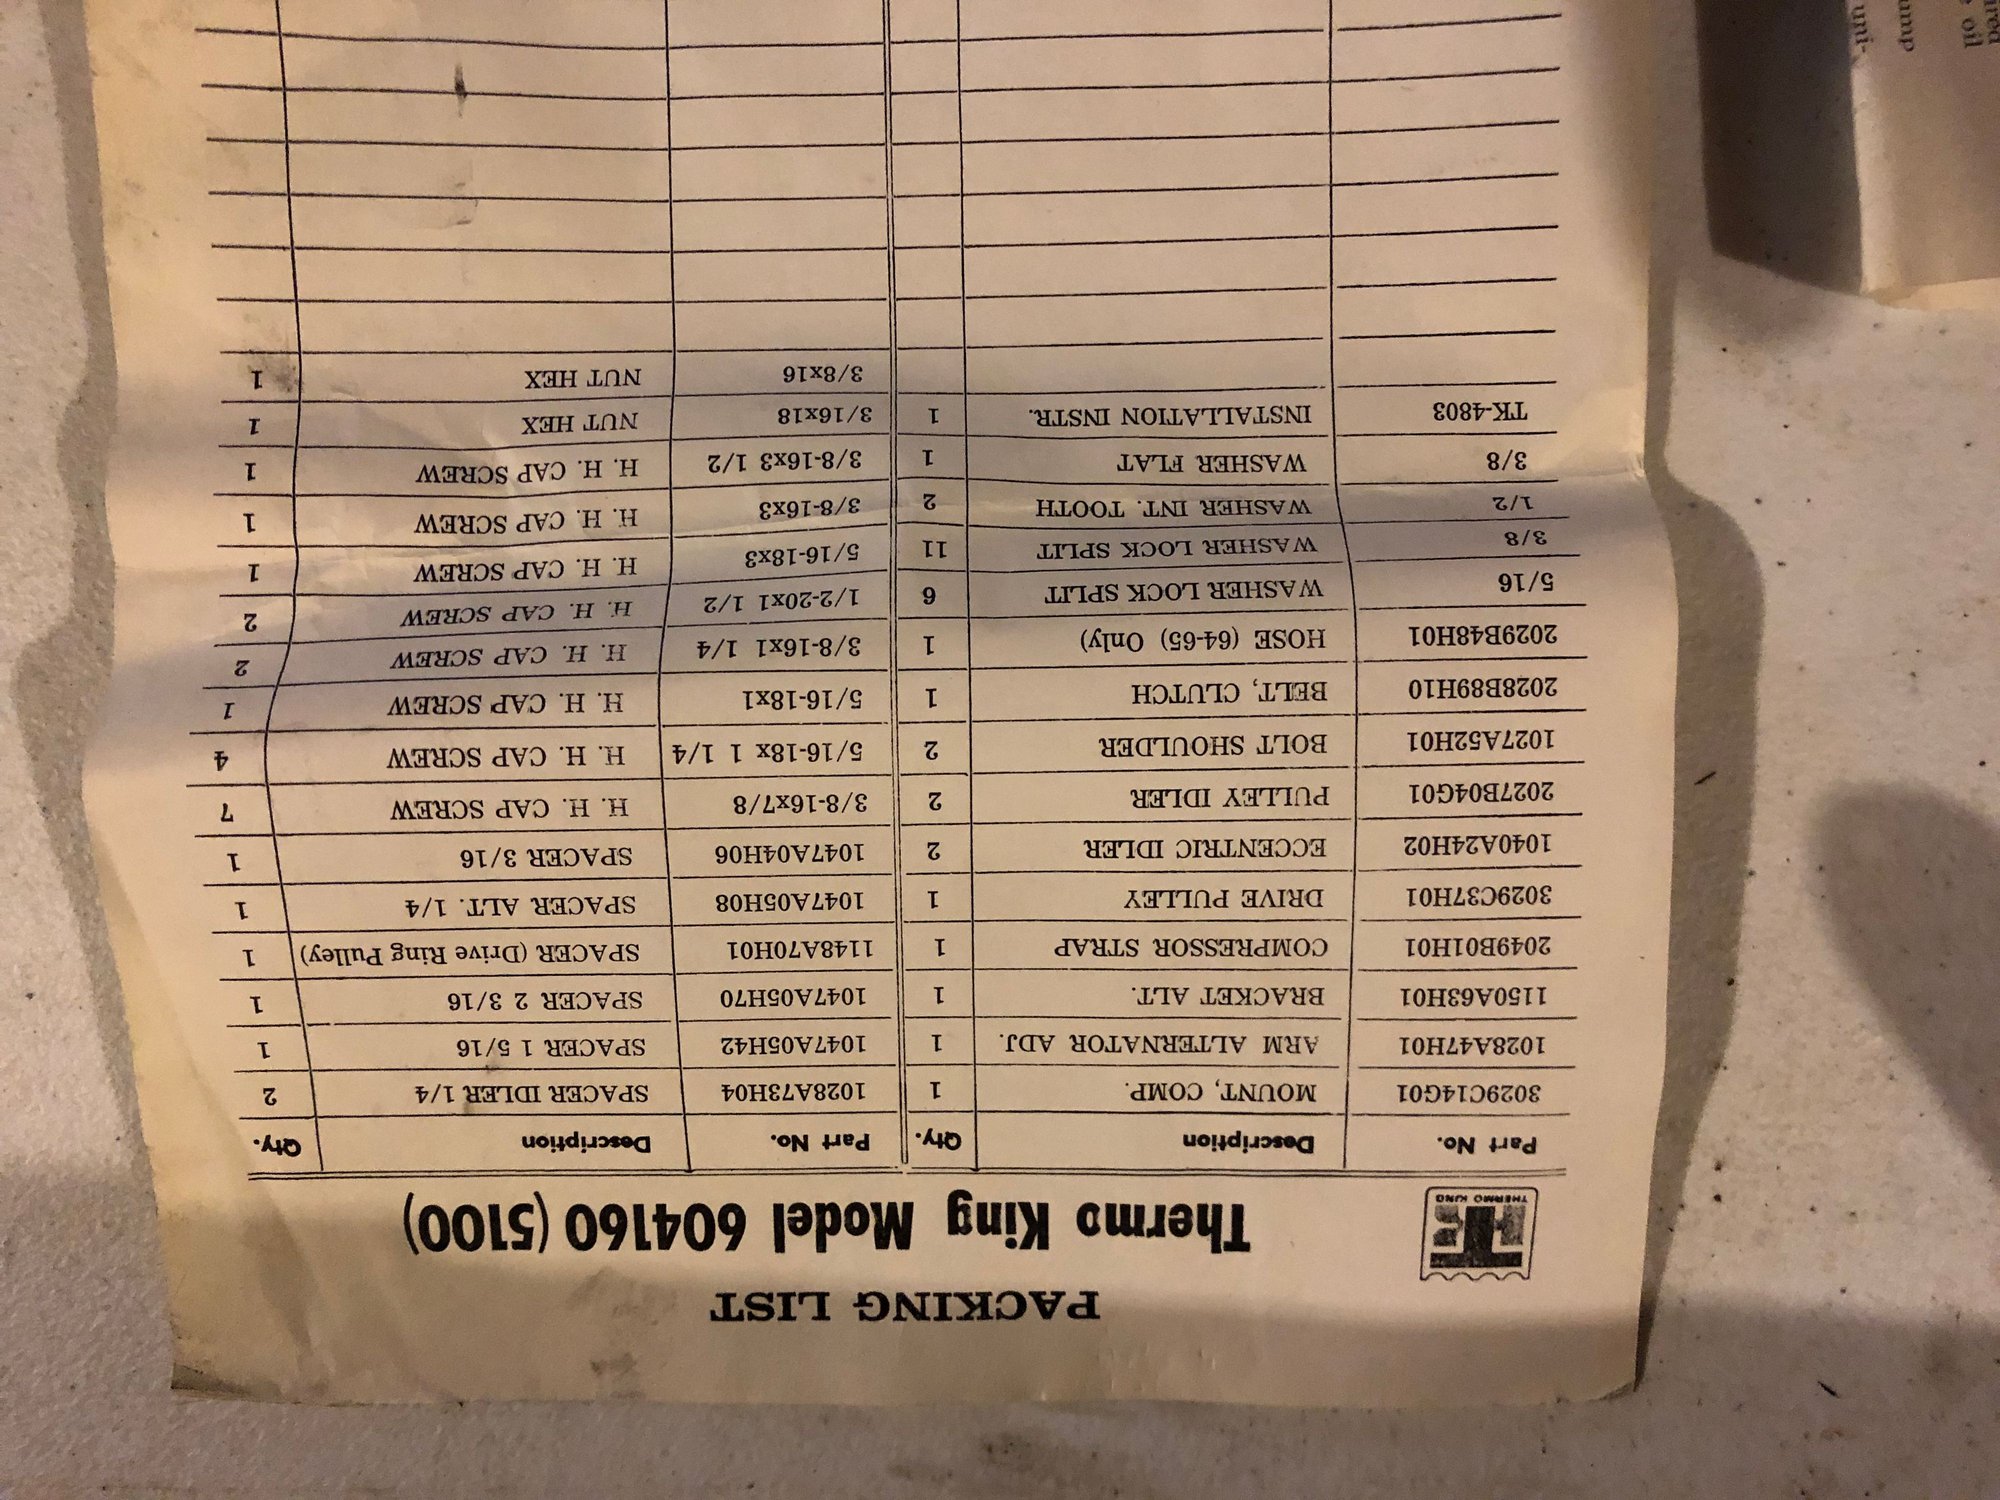 PACKING LIST
THERMO KING
Thermo King Model 604160 (5100)
Part No. Description Qty. Part No. Description Qty.
3029C14G01 MOUNT, COMP. 1 1028A73H04 SPACER IDLER 1/4 2
1028A47H01 ARM ALTERNATOR ADJ. 1 1047A05H42 SPACER 1 5/16 1
1150A63H01 BRACKET ALT. 1 1047A05H70 SPACER 2 3/16 1
2049B01H01 COMPRESSOR STRAP 1 1148A70H01 SPACER (Drive Ring Pulley) 1
3029C37H01 DRIVE PULLEY 1 1047A05H08 SPACER ALT. 1/4 1
1040A24H02 ECCENTRIC IDLER 2 1047A04H06 SPACER 3/16 1
2027B04G01 PULLEY IDLER 2 3/8-16x7/8 H. H. CAP SCREW 7
1027A52H01 BOLT SHOULDER 2 5/16-18x 1 1/4 H. H. CAP SCREW 4
2028B89H10 BELT, CLUTCH 1 5/16-18x1 H. H. CAP SCREW 1
2029B48H01 HOSE (64-65) Only) 1 3/8-16x1 1/4 H. H. CAP SCREW 2
5/16 WASHER LOCK SPLIT 6 1/2-20x1 1/2 H. H. CAP SCREW 2
3/8 WASHER LOCK SPLIT 11 5/16-18x3 H. H. CAP SCREW 1
1/2 WASHER INT. TOOTH 2 3/8-16x3 H. H. CAP SCREW 1
3/8 WASHER FLAT 1 3/8-16x3 1/2 H. H. CAP SCREW 1
TK-4803 INSTALLATION INSTR. 1 3/16x18 NUT HEX 1
3/8x16 NUT HEX 1
oil
uni-